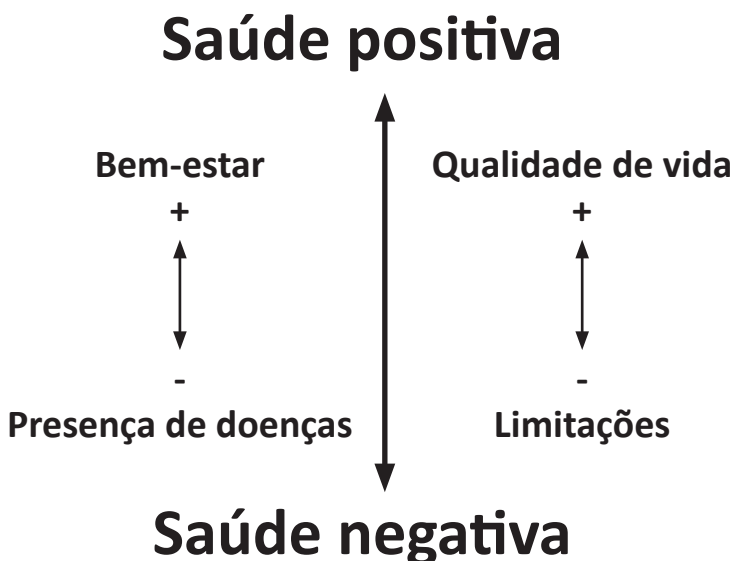 Saúde positiva
Bem-estar
+
Qualidade de vida
+
-
Presença de doenças
-
Limitações
Saúde negativa